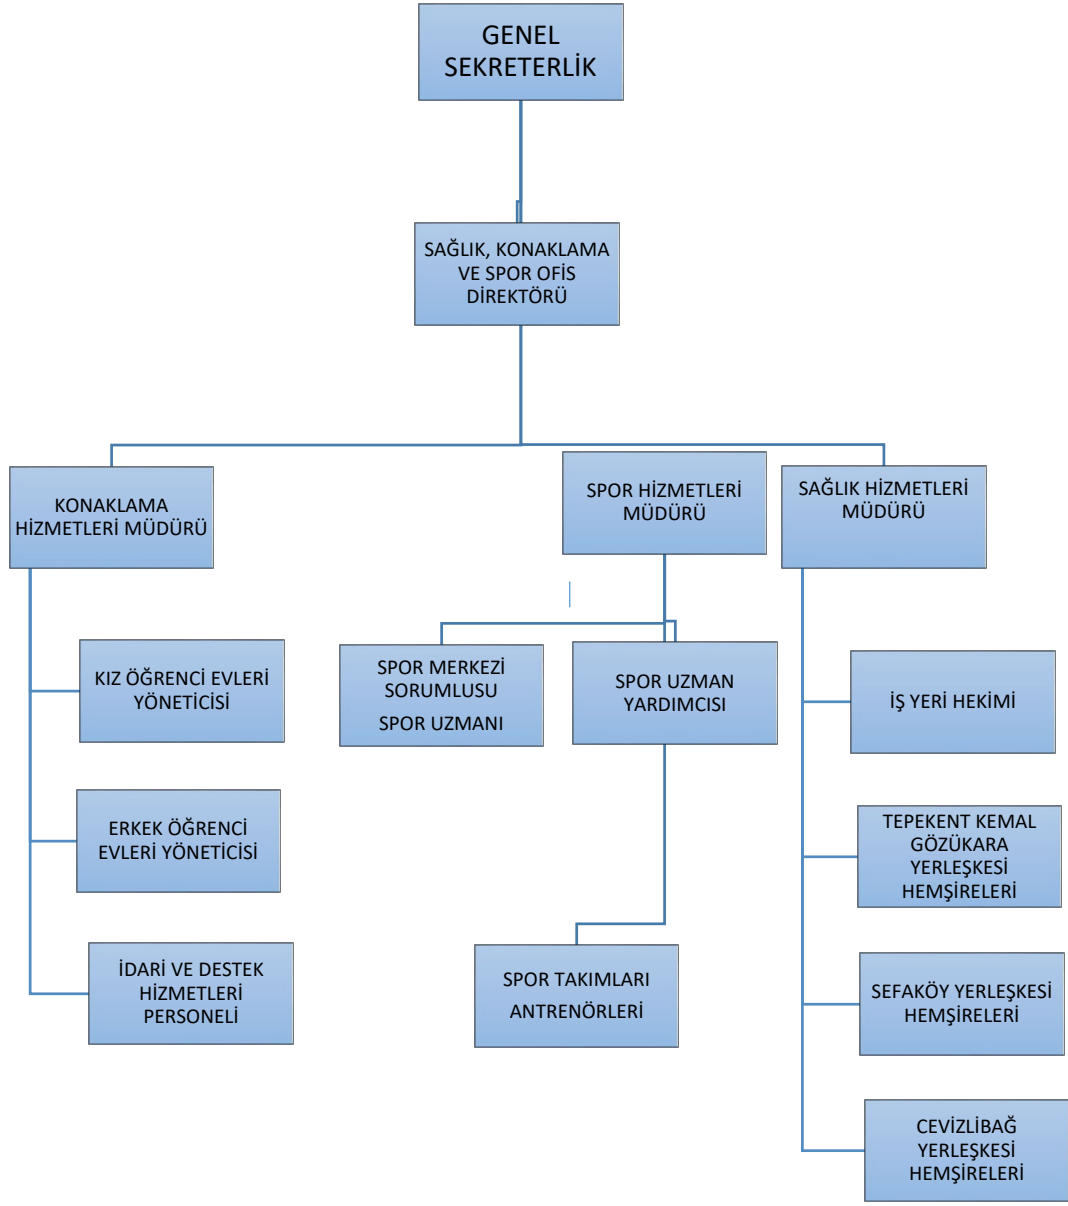 GENEL
SEKRETERLİK
SAĞLIK, KONAKLAMA
VE SPOR OFİS
DİREKTÖRÜ
KONAKLAMA
HİZMETLERİ MÜDÜRÜ
SPOR HİZMETLERİ
MÜDÜRÜ
SAĞLIK HİZMETLERİ
MÜDÜRÜ
KIZ ÖĞRENCİ EVLERİ
YÖNETİCİSİ
ERKEK ÖĞRENCİ
EVLERİ YÖNETİCİSİ
İDARİ VE DESTEK
HİZMETLERİ
PERSONELİ
SPOR MERKEZİ
SORUMLUSU
SPOR UZMANI
SPOR UZMAN
YARDIMCISI
SPOR TAKIMLARI
ANTRENÖRLERİ
İŞ YERİ HEKİMİ
TEPEKENT KEMAL
GÖZÜKARA
YERLEŞKESİ
HEMŞİRELERİ
SEFAKÖY YERLEŞKESİ
HEMŞİRELERİ
CEVİZLİBAĞ
YERLEŞKESİ
HEMŞİRELERİ